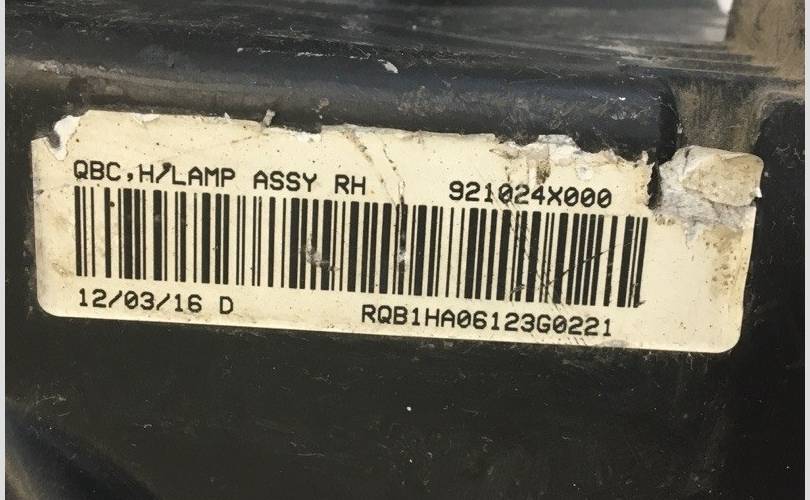 QBC,H/LAMP ASSY RH 921024X000
12/03/16 D RQB1HA06123G0221